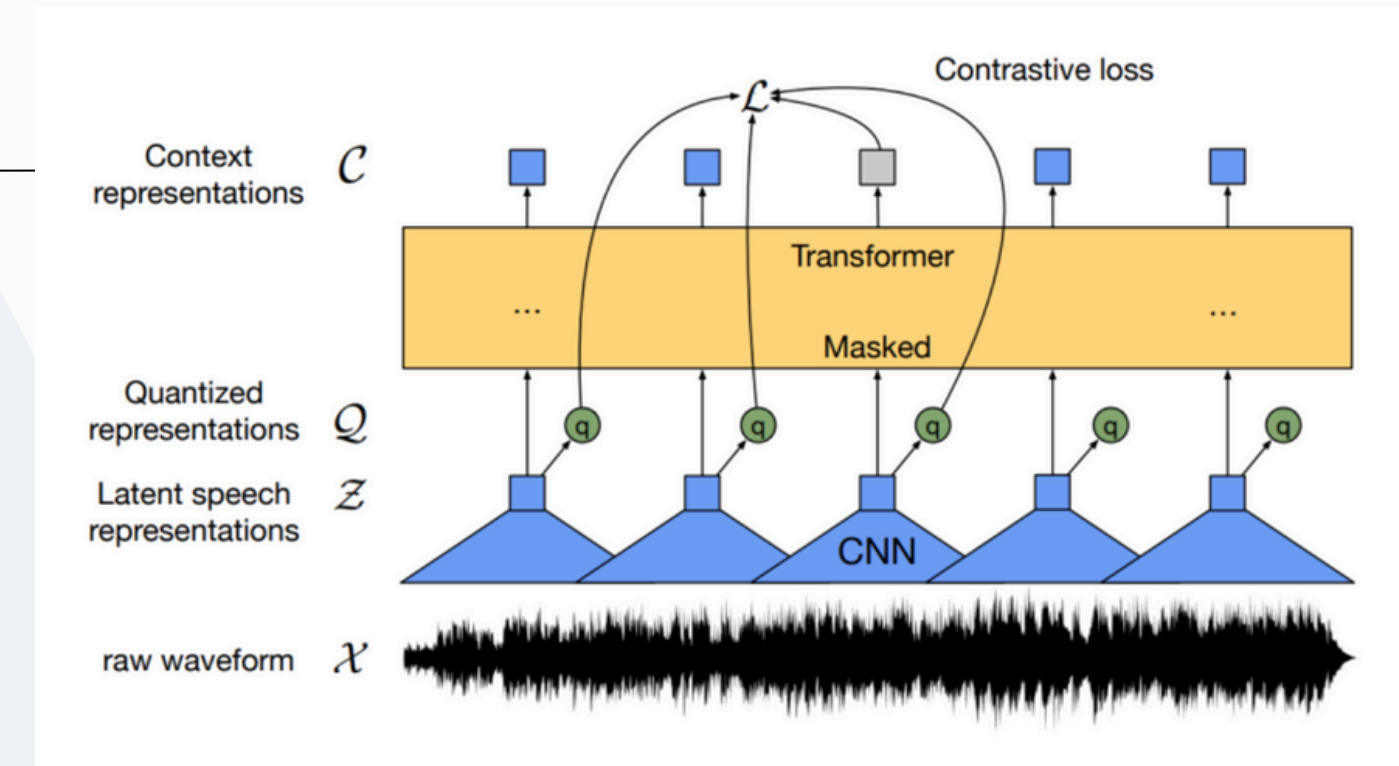 Contrastive loss
ℒ
Context
representations
𝒞
Transformer
...
...
Masked
Quantized
representations
𝒬
q
q
q
q
q
Latent speech
representations
𝒵
CNN
raw waveform
𝒳